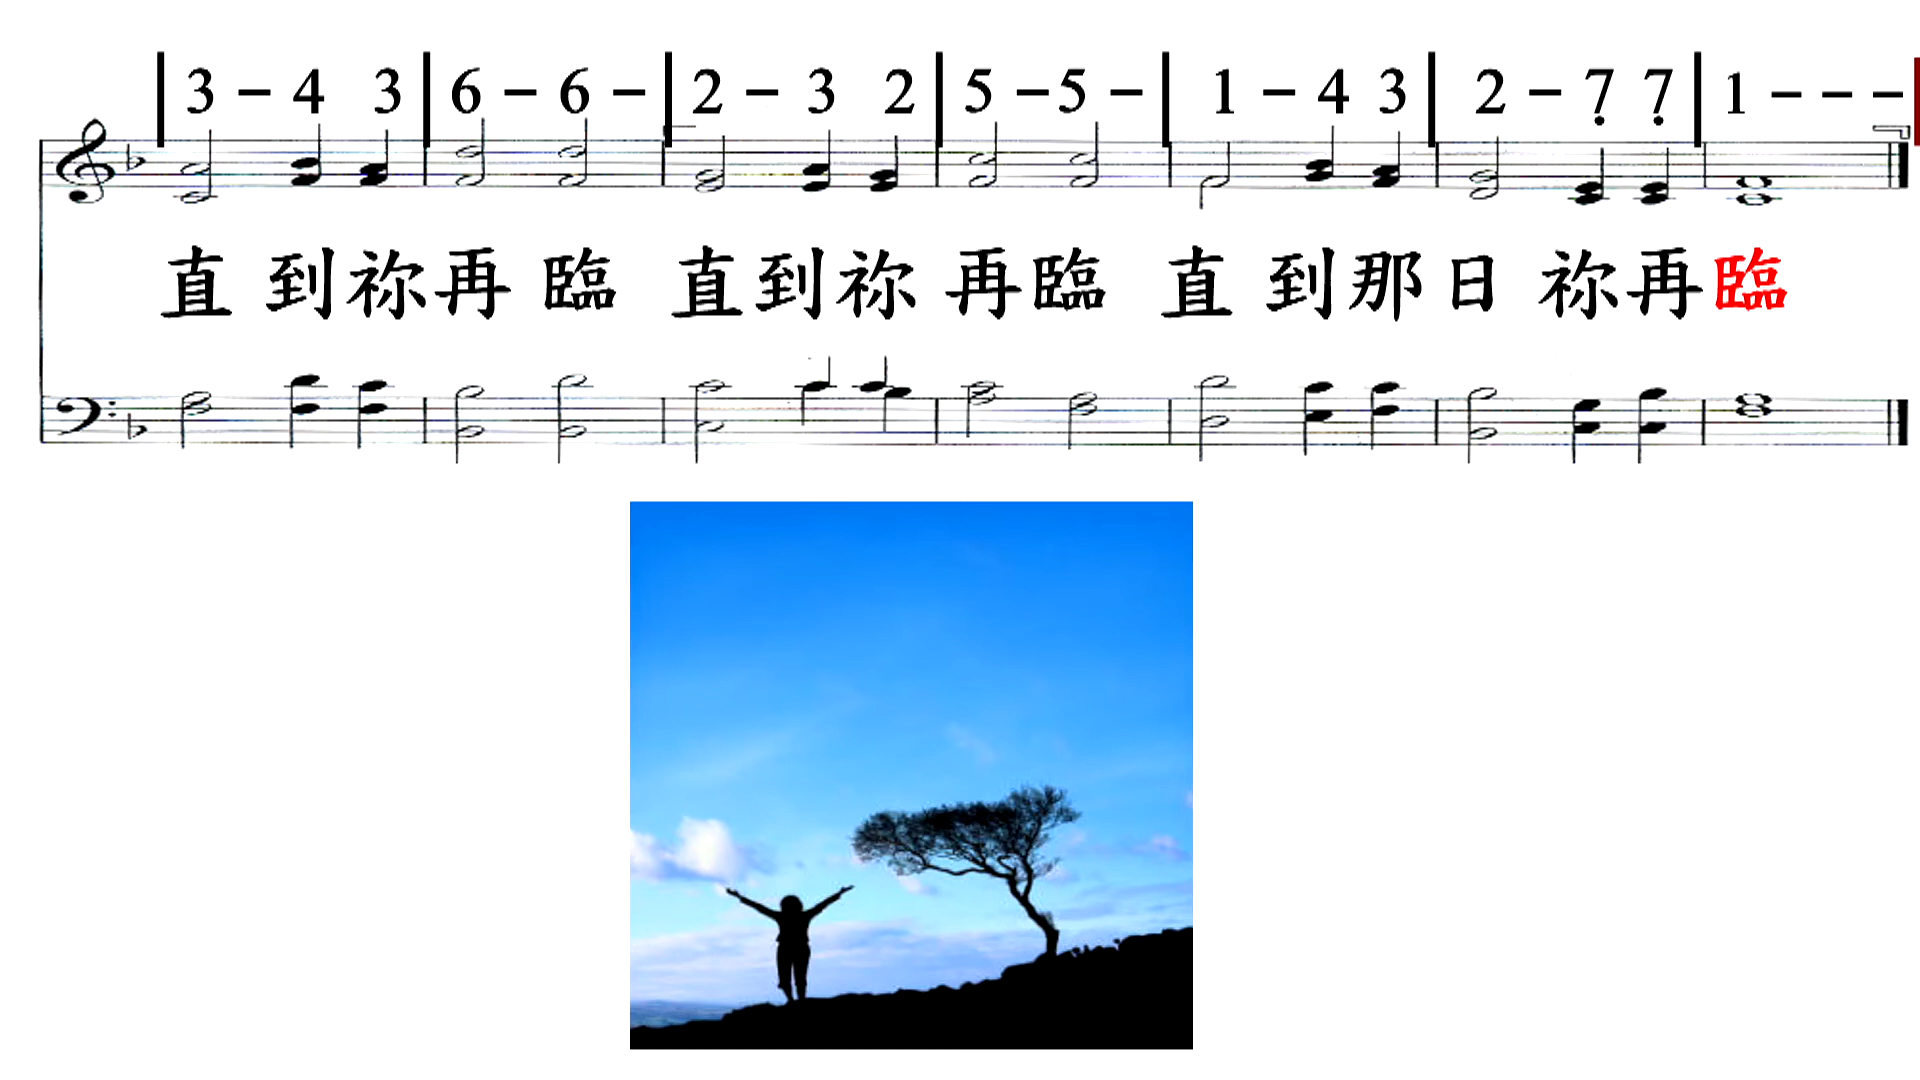 3 - 4 3 | 6 - 6 - | 2 - 3 2 | 5 - 5 - | 1 - 4 3 | 2 - 7̣ 7̣ | 1 - - -
直到祢再臨 直到祢再臨 直到那日祢再臨